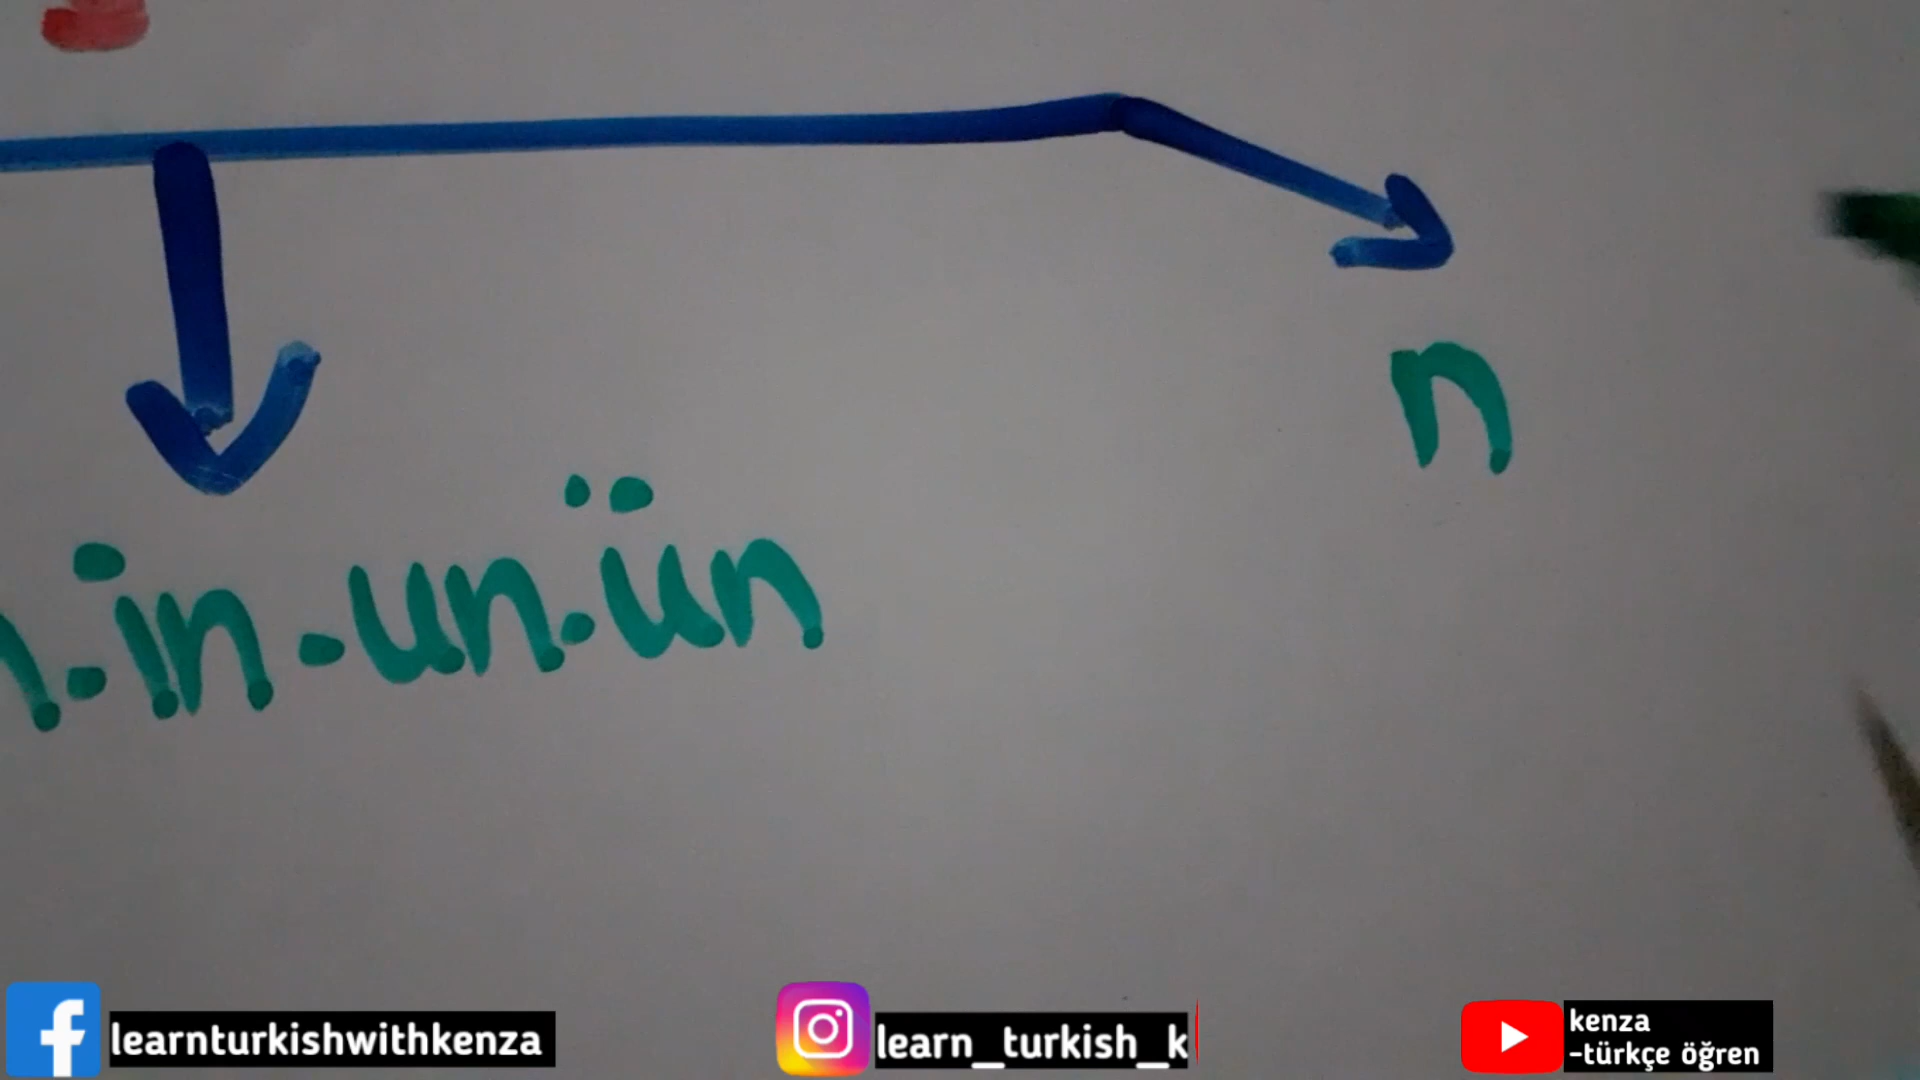 n
.in.un.ün
learnturkishwithkenza
learn_turkish_k
kenza
-türkçe öğren